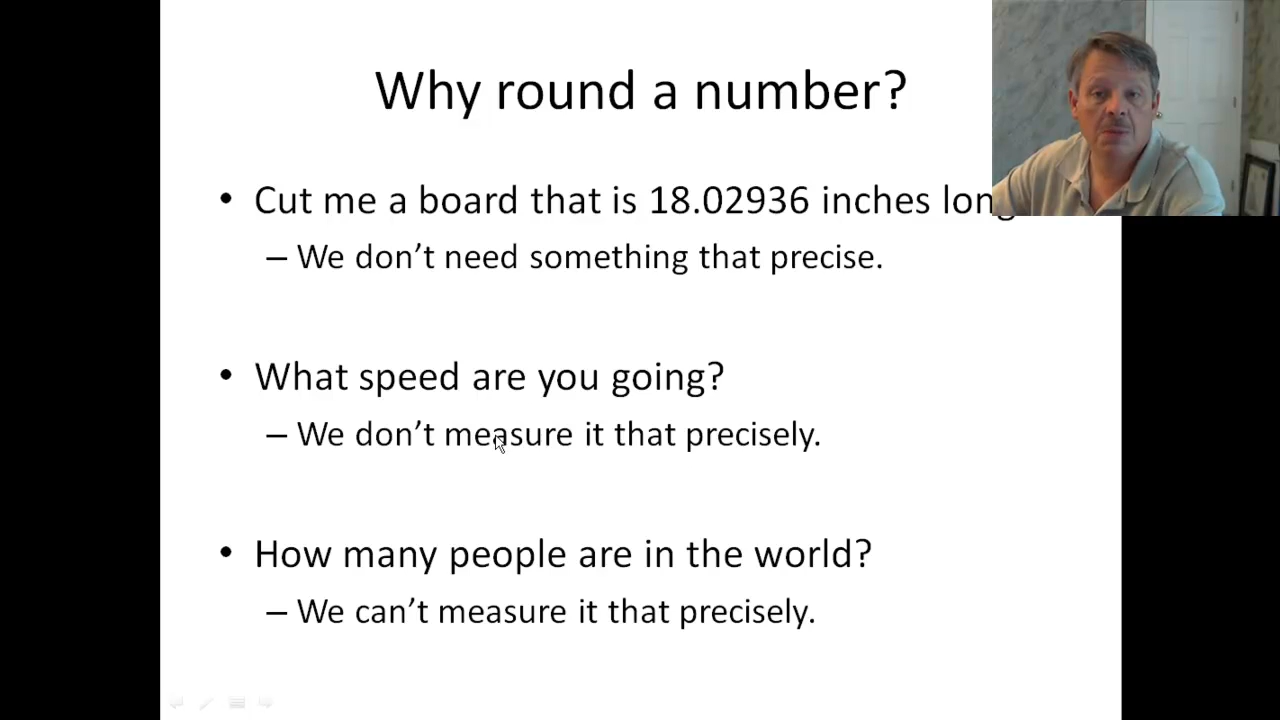 Why round a number?
• Cut me a board that is 18.02936 inches long
– We don't need something that precise.
• What speed are you going?
– We don't measure it that precisely.
• How many people are in the world?
– We can't measure it that precisely.